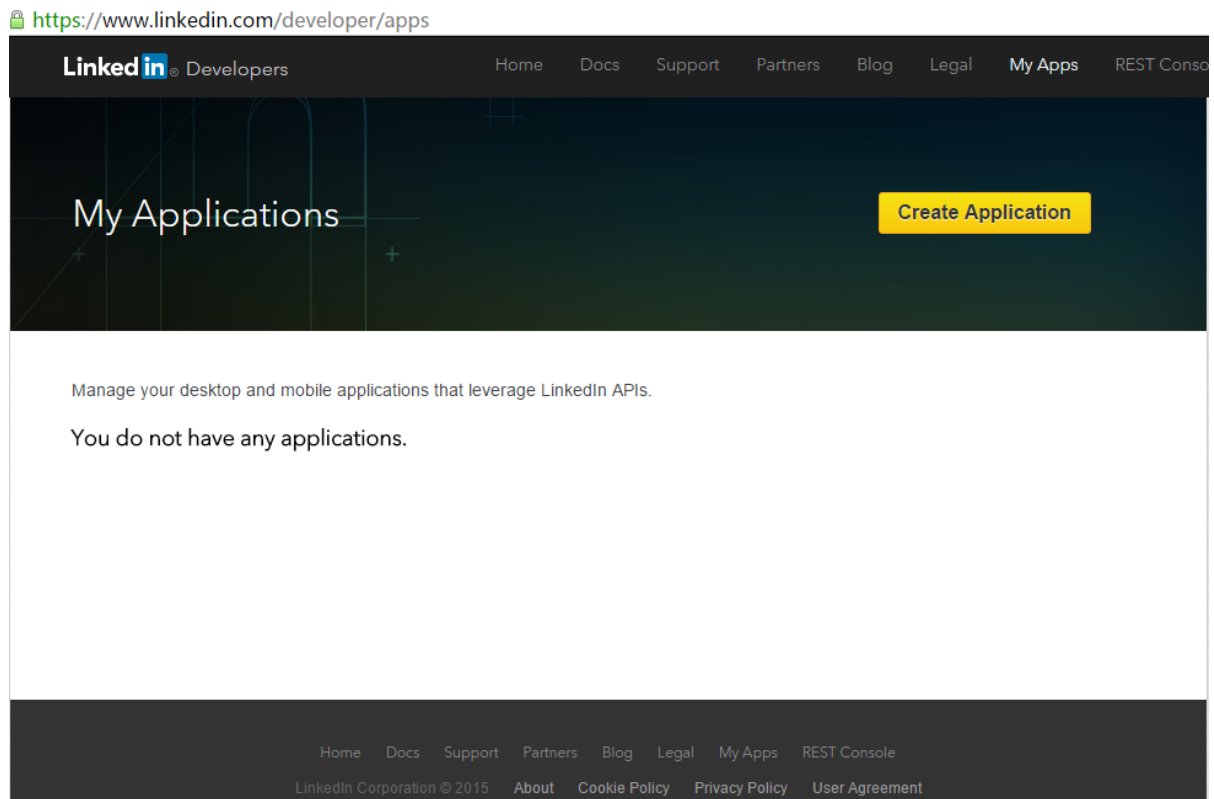 https://www.linkedin.com/developer/apps
Linked in® Developers Home Docs Support Partners Blog Legal My Apps REST Conso
My Applications
Create Application
Manage your desktop and mobile applications that leverage LinkedIn APIs.
You do not have any applications.
Home Docs Support Partners Blog Legal My Apps REST Console
LinkedIn Corporation © 2015 About Cookie Policy Privacy Policy User Agreement